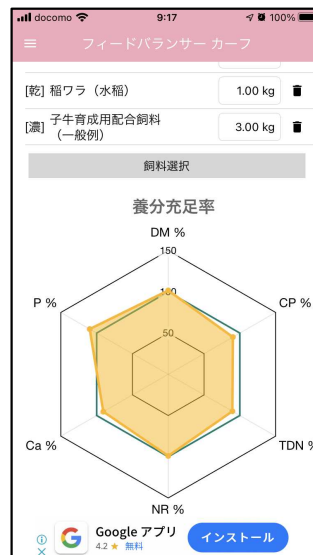 docomo 9:17 100%
フィードバランサー カーフ
[乾] 稲ワラ（水稲） 1.00 kg
[濃] 子牛育成用配合飼料
（一般例） 3.00 kg
飼料選択
養分充足率
DM %
150
100
P % CP %
50
Ca % TDN %
NR %
Google アプリ
4.2 ★ 無料
インストール